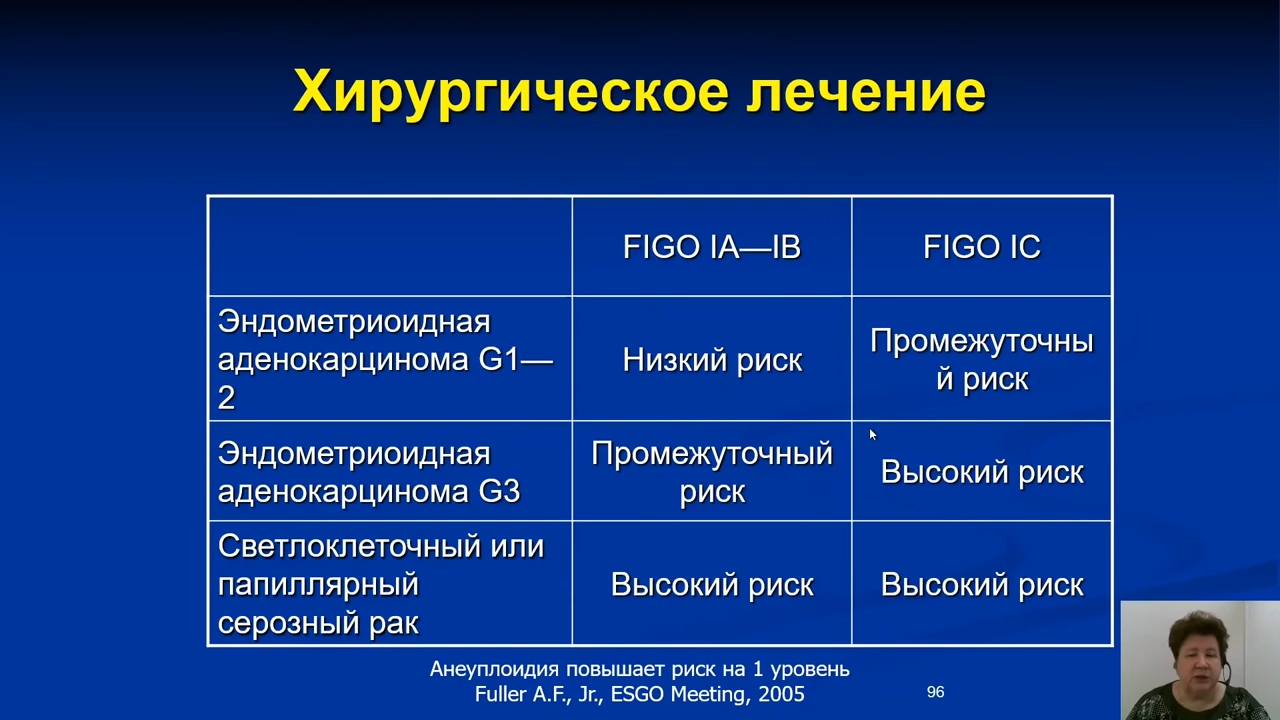 Хирургическое лечение
FIGO IA—IB
FIGO IC
Эндометриоидная
аденокарцинома G1—
2
Низкий риск
Промежуточны
й риск
Эндометриоидная
аденокарцинома G3
Промежуточный
риск
Высокий риск
Светлоклеточный или
папиллярный
серозный рак
Высокий риск
Высокий риск
Анеуплоидия повышает риск на 1 уровень
Fuller A.F., Jr., ESGO Meeting, 2005
96